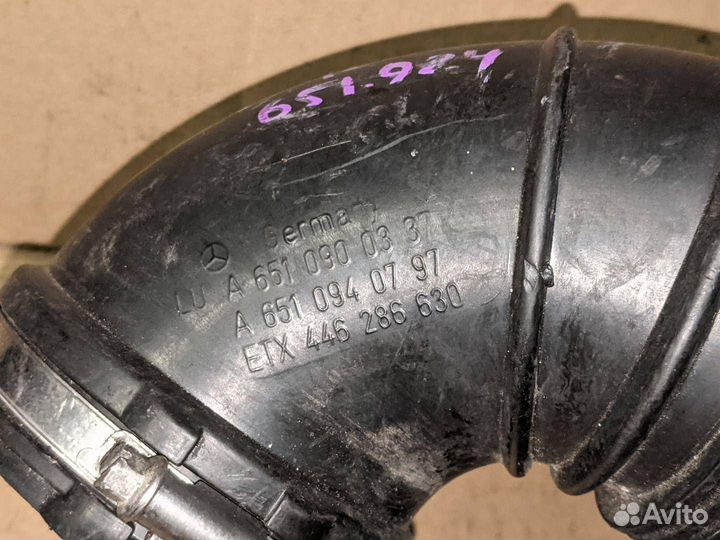 651.924
Germany
LU A 651 090 03 37
A 651 094 07 97
ETX 446 286 630
Avito